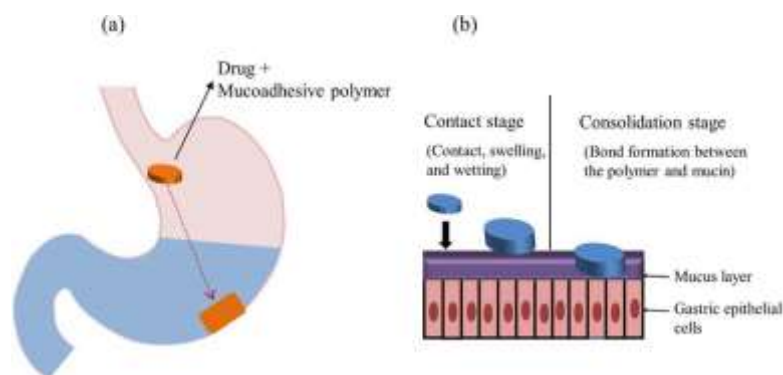 (a)
Drug +
Mucoadhesive polymer
(b)
Contact stage
(Contact, swelling,
and wetting)
Consolidation stage
(Bond formation between
the polymer and mucin)
Mucus layer
Gastric epithelial
cells